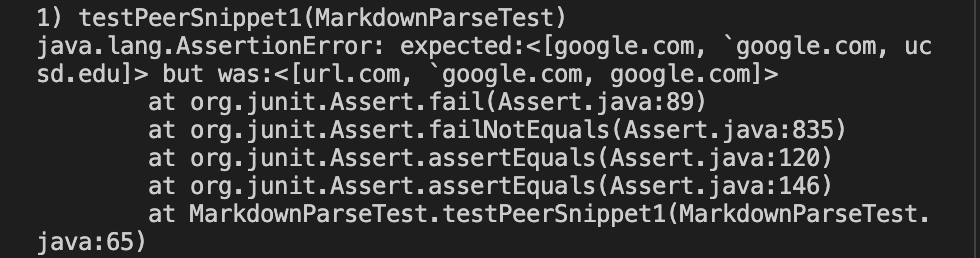 1) testPeerSnippet1(MarkdownParseTest)
java.lang.AssertionError: expected:<[google.com, `google.com, uc
sd.edu]> but was:<[url.com, `google.com, google.com]>
        at org.junit.Assert.fail(Assert.java:89)
        at org.junit.Assert.failNotEquals(Assert.java:835)
        at org.junit.Assert.assertEquals(Assert.java:120)
        at org.junit.Assert.assertEquals(Assert.java:146)
        at MarkdownParseTest.testPeerSnippet1(MarkdownParseTest.
java:65)